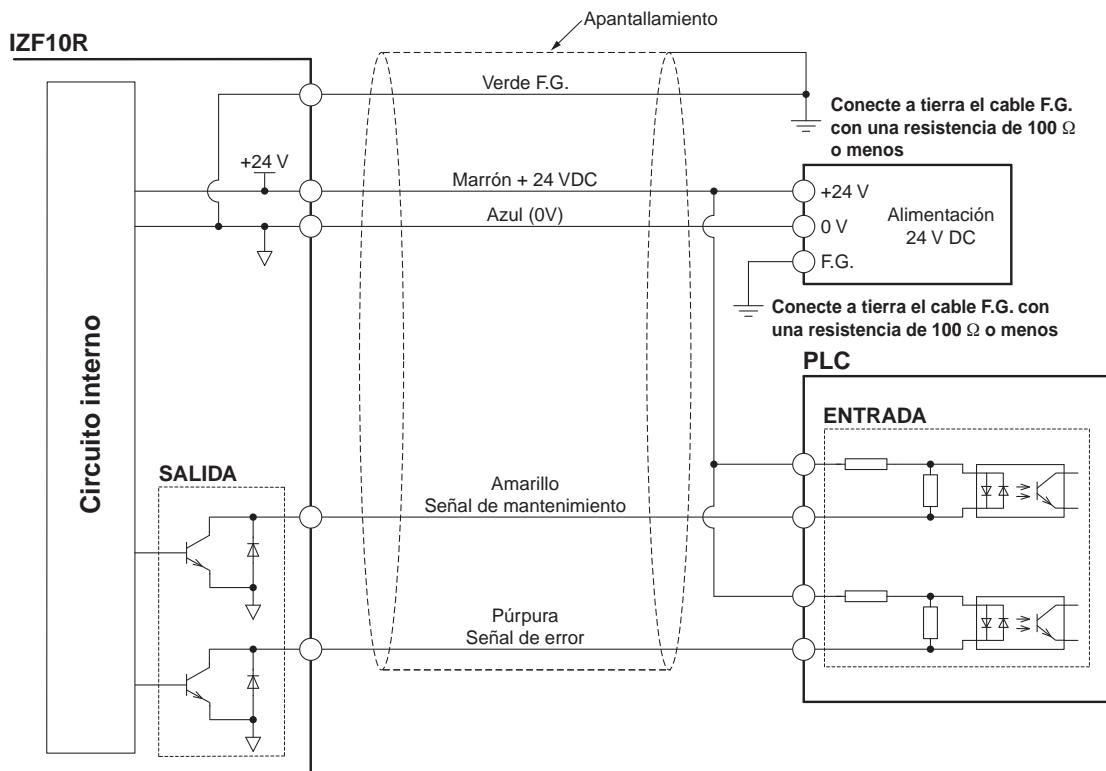 Apantallamiento
IZF10R
Verde F.G.
Conecte a tierra el cable F.G.
con una resistencia de 100 Ω
o menos
+24 V
Marrón + 24 VDC
+24 V
Azul (0V)
0 V
Alimentación
24 V DC
F.G.
Conecte a tierra el cable F.G. con
una resistencia de 100 Ω o menos
Circuito interno
PLC
ENTRADA
SALIDA
Amarillo
Señal de mantenimiento
Púrpura
Señal de error